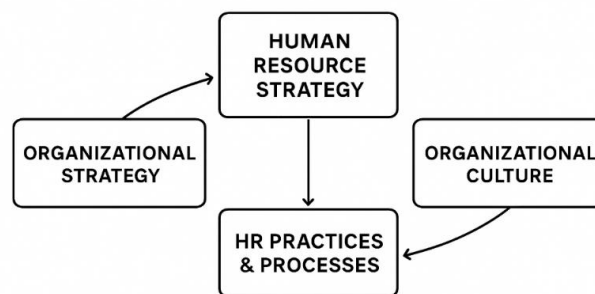 HUMAN
RESOURCE
STRATEGY
ORGANIZATIONAL
STRATEGY
ORGANIZATIONAL
CULTURE
HR PRACTICES
& PROCESSES